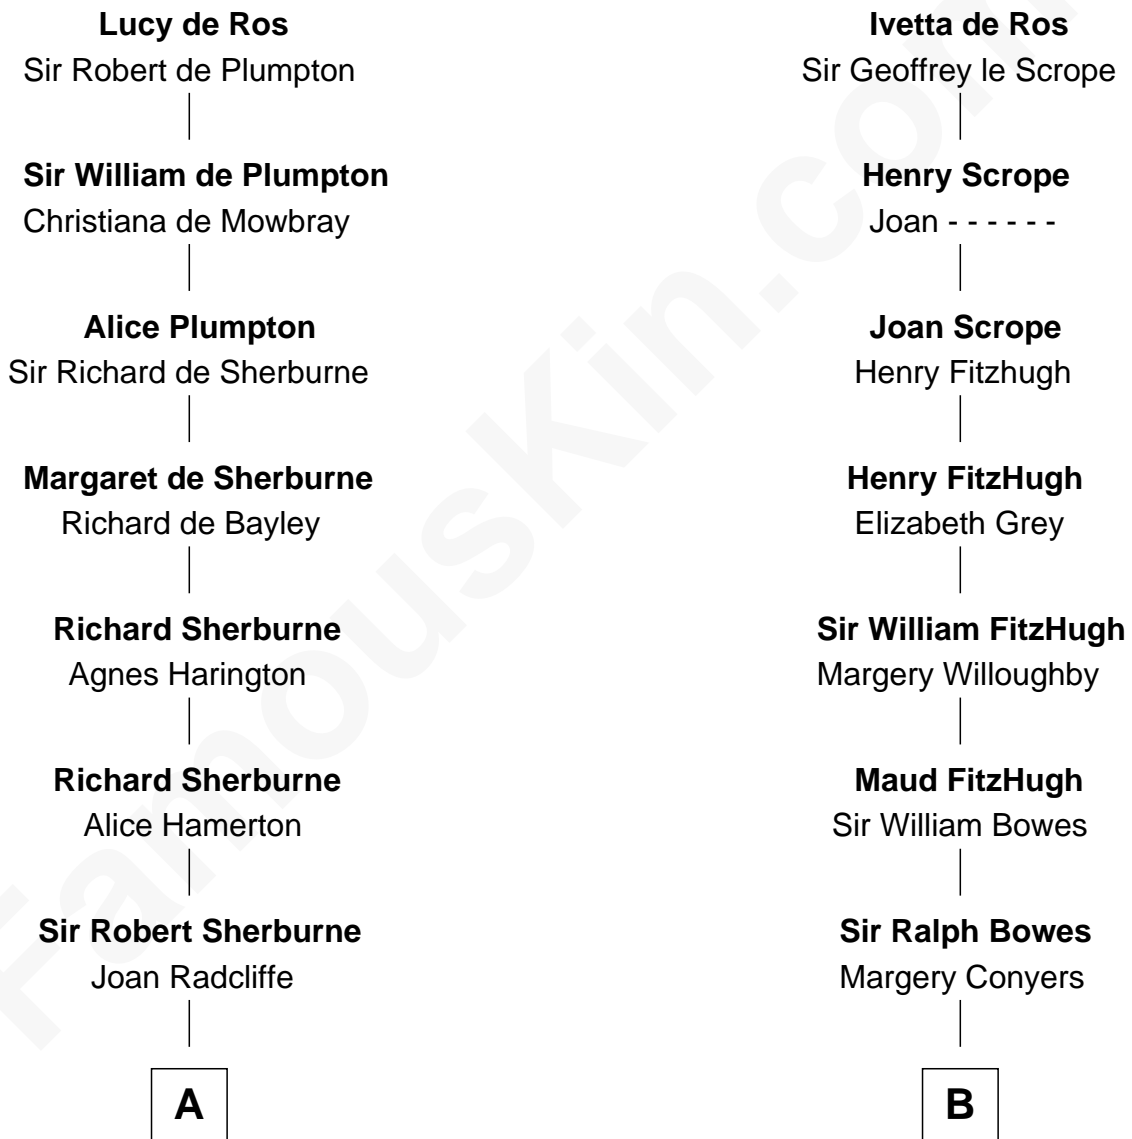 Lucy de Ros
Sir Robert de Plumpton
Sir William de Plumpton
Christiana de Mowbray
Alice Plumpton
Sir Richard de Sherburne
Margaret de Sherburne
Richard de Bayley
Richard Sherburne
Agnes Harington
Richard Sherburne
Alice Hamerton
Sir Robert Sherburne
Joan Radcliffe
A
Ivetta de Ros
Sir Geoffrey le Scrope
Henry Scrope
Joan - - - - - -
Joan Scrope
Henry Fitzhugh
Henry FitzHugh
Elizabeth Grey
Sir William FitzHugh
Margery Willoughby
Maud FitzHugh
Sir William Bowes
Sir Ralph Bowes
Margery Conyers
B
FamousKin.com